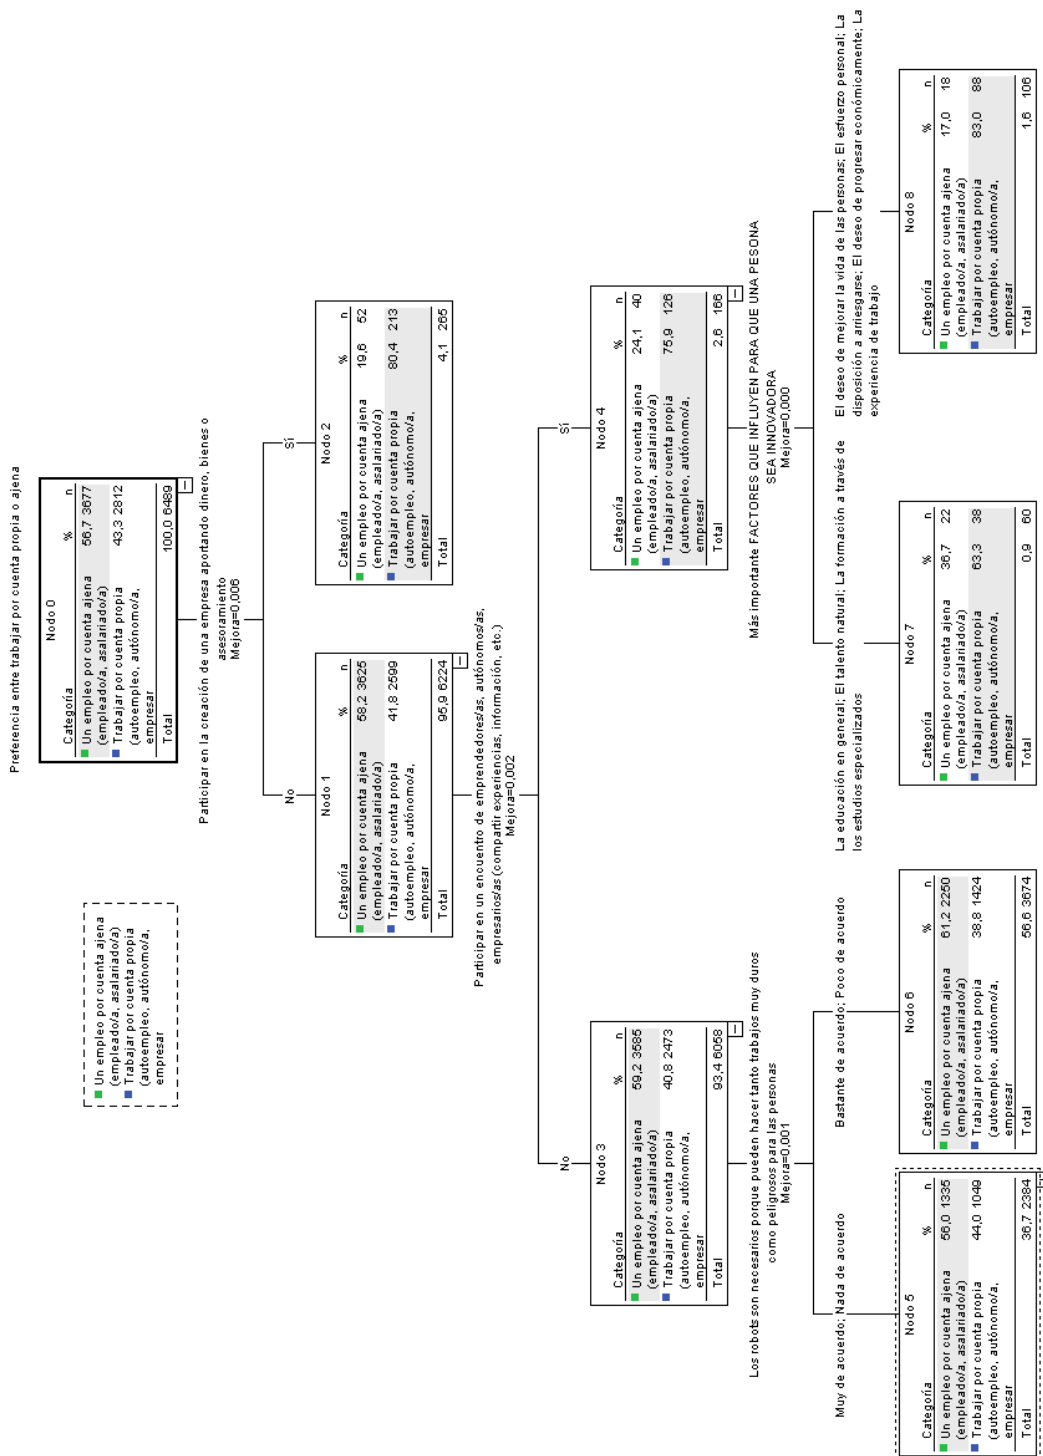 Preferencia entre trabajar por cuenta propia o ajena
Un empleo por cuenta ajena
(empleado/a, asalariado/a)
Trabajar por cuenta propia
(autoempleo, autónomo/a,
empresar
Nodo 0
Categoría % n
Un empleo por cuenta ajena 56,7 3677
(empleado/a, asalariado/a)
Trabajar por cuenta propia 43,3 2812
(autoempleo, autónomo/a,
empresar
Total 100,0 6489
Participar en la creación de una empresa aportando dinero, bienes o
asesoramiento
Mejora=0,006
No
Sí
Nodo 1
Categoría % n
Un empleo por cuenta ajena 58,2 3625
(empleado/a, asalariado/a)
Trabajar por cuenta propia 41,8 2599
(autoempleo, autónomo/a,
empresar
Total 95,9 6224
Nodo 2
Categoría % n
Un empleo por cuenta ajena 19,6 52
(empleado/a, asalariado/a)
Trabajar por cuenta propia 80,4 213
(autoempleo, autónomo/a,
empresar
Total 4,1 265
Participar en un encuentro de emprendedores/as, autónomos/as,
empresarios/as (compartir experiencias, información, etc.)
Mejora=0,002
No
Sí
Nodo 3
Categoría % n
Un empleo por cuenta ajena 59,2 3585
(empleado/a, asalariado/a)
Trabajar por cuenta propia 40,8 2473
(autoempleo, autónomo/a,
empresar
Total 93,4 6058
Nodo 4
Categoría % n
Un empleo por cuenta ajena 24,1 40
(empleado/a, asalariado/a)
Trabajar por cuenta propia 75,9 126
(autoempleo, autónomo/a,
empresar
Total 2,6 166
Los robots son necesarios porque pueden hacer tanto trabajos muy duros
como peligrosos para las personas
Mejora=0,001
Más importante FACTORES QUE INFLUYEN PARA QUE UNA PESONA
SEA INNOVADORA
Mejora=0,000
Muy de acuerdo; Nada de acuerdo
Bastante de acuerdo; Poco de acuerdo
La educación en general; El talento natural; La formación a través de
los estudios especializados
El deseo de mejorar la vida de las personas; El esfuerzo personal; La
disposición a arriesgarse; El deseo de progresar económicamente; La
experiencia de trabajo
Nodo 5
Categoría % n
Un empleo por cuenta ajena 56,0 1335
(empleado/a, asalariado/a)
Trabajar por cuenta propia 44,0 1049
(autoempleo, autónomo/a,
empresar
Total 36,7 2384
Nodo 6
Categoría % n
Un empleo por cuenta ajena 61,2 2250
(empleado/a, asalariado/a)
Trabajar por cuenta propia 38,8 1424
(autoempleo, autónomo/a,
empresar
Total 56,6 3674
Nodo 7
Categoría % n
Un empleo por cuenta ajena 36,7 22
(empleado/a, asalariado/a)
Trabajar por cuenta propia 63,3 38
(autoempleo, autónomo/a,
empresar
Total 0,9 60
Nodo 8
Categoría % n
Un empleo por cuenta ajena 17,0 18
(empleado/a, asalariado/a)
Trabajar por cuenta propia 83,0 88
(autoempleo, autónomo/a,
empresar
Total 1,6 106